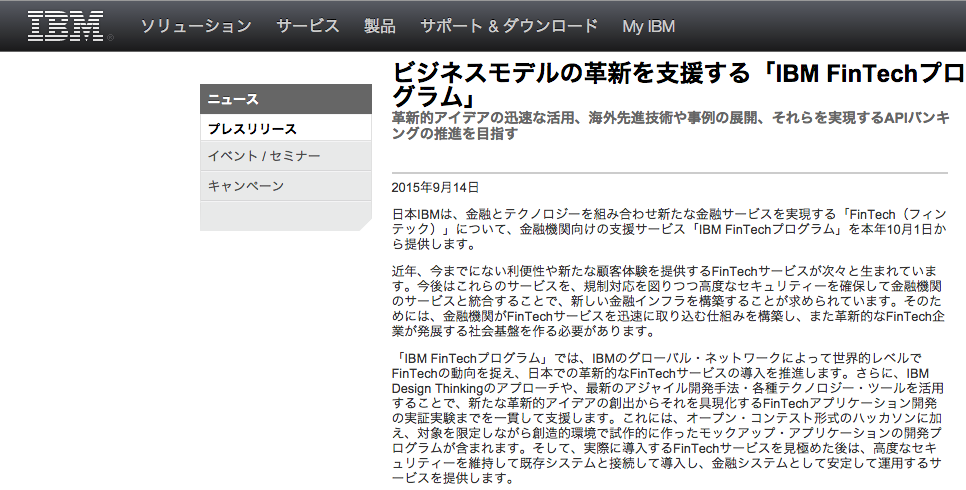 IBM ソリューション サービス 製品 サポート & ダウンロード My IBM
ニュース
プレスリリース
イベント / セミナー
キャンペーン
ビジネスモデルの革新を支援する「IBM FinTechプロ
グラム」
革新的アイデアの迅速な活用、海外先進技術や事例の展開、それらを実現するAPIバンキ
ングの推進を目指す
2015年9月14日
日本IBMは、金融とテクノロジーを組み合わせ新たな金融サービスを実現する「FinTech（フィン
テック）」について、金融機関向けの支援サービス「IBM FinTechプログラム」を本年10月1日か
ら提供します。
近年、今までにない利便性や新たな顧客体験を提供するFinTechサービスが次々と生まれていま
す。今後はこれらのサービスを、規制対応を図りつつ高度なセキュリティーを確保して金融機関
のサービスと統合することで、新しい金融インフラを構築することが求められています。そのた
めには、金融機関がFinTechサービスを迅速に取り込む仕組みを構築し、また革新的なFinTech企
業が発展する社会基盤を作る必要があります。
「IBM FinTechプログラム」では、IBMのグローバル・ネットワークによって世界的レベルで
FinTechの動向を捉え、日本での革新的なFinTechサービスの導入を推進します。さらに、IBM
Design Thinkingのアプローチや、最新のアジャイル開発手法・各種テクノロジー・ツールを活用
することで、新たな革新的アイデアの創出からそれを具現化するFinTechアプリケーション開発
の実証実験までを一貫して支援します。これには、オープン・コンテスト形式のハッカソンに加
え、対象を限定しながら創造的環境で試作的に作ったモックアップ・アプリケーションの開発プ
ログラムが含まれます。そして、実際に導入するFinTechサービスを見極めた後は、高度なセキ
ュリティーを維持して既存システムと接続して導入し、金融システムとして安定して運用するサ
ービスを提供します。